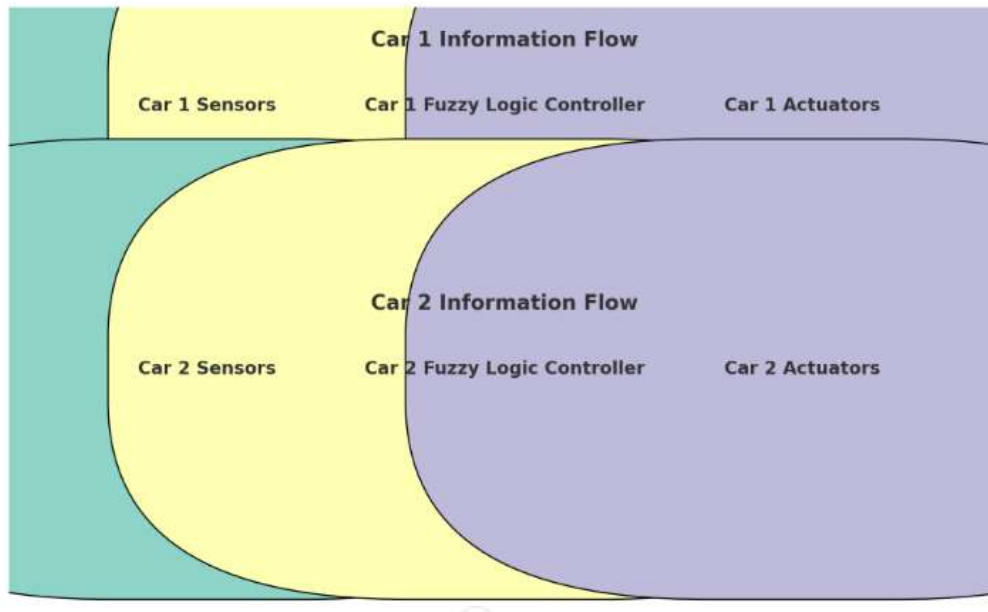 Car 1 Information Flow
Car 1 Sensors Car 1 Fuzzy Logic Controller Car 1 Actuators
Car 2 Information Flow
Car 2 Sensors Car 2 Fuzzy Logic Controller Car 2 Actuators